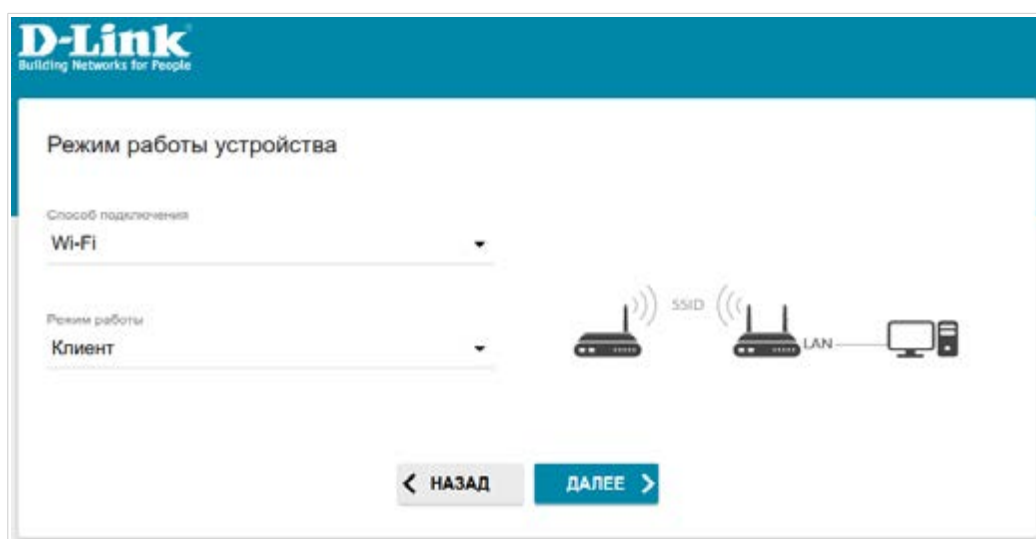 D-Link
Building Networks for People
Режим работы устройства
Способ подключения
Wi-Fi
Режим работы
Клиент
SSID
LAN
НАЗАД
ДАЛЕЕ